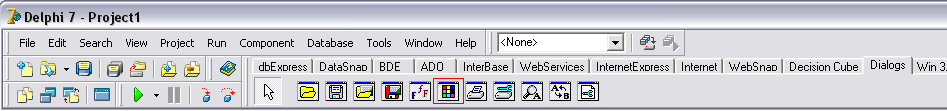 Delphi 7 - Project1
File Edit Search View Project Run Component Database Tools Window Help <None>
dbExpress DataSnap BDE ADO InterBase WebServices InternetExpress Internet WebSnap Decision Cube Dialogs Win 3.